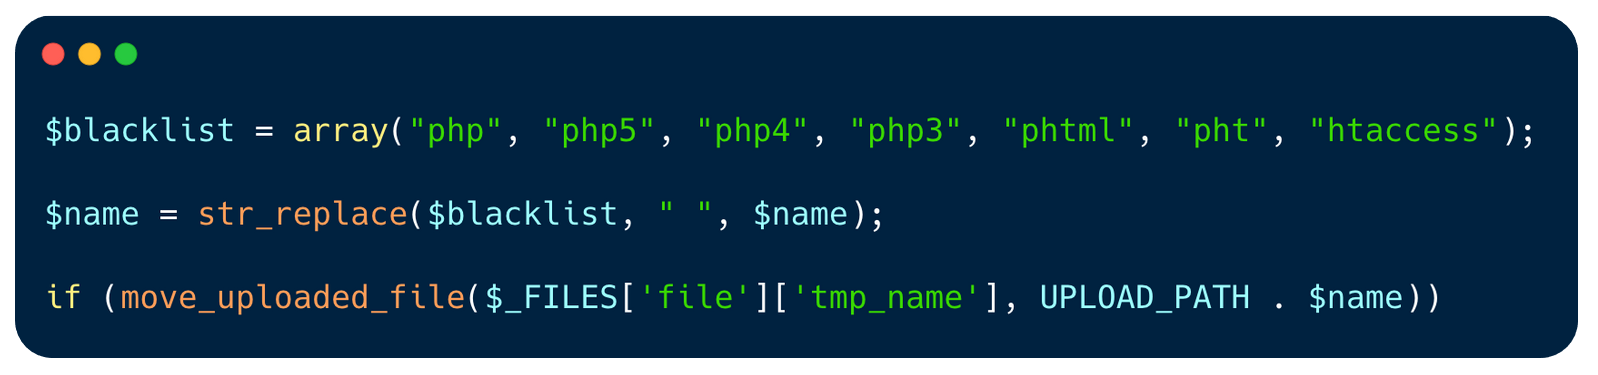 $blacklist = array("php", "php5", "php4", "php3", "phtml", "pht", "htaccess");
$name = str_replace($blacklist, " ", $name);
if (move_uploaded_file($_FILES['file']['tmp_name'], UPLOAD_PATH . $name))